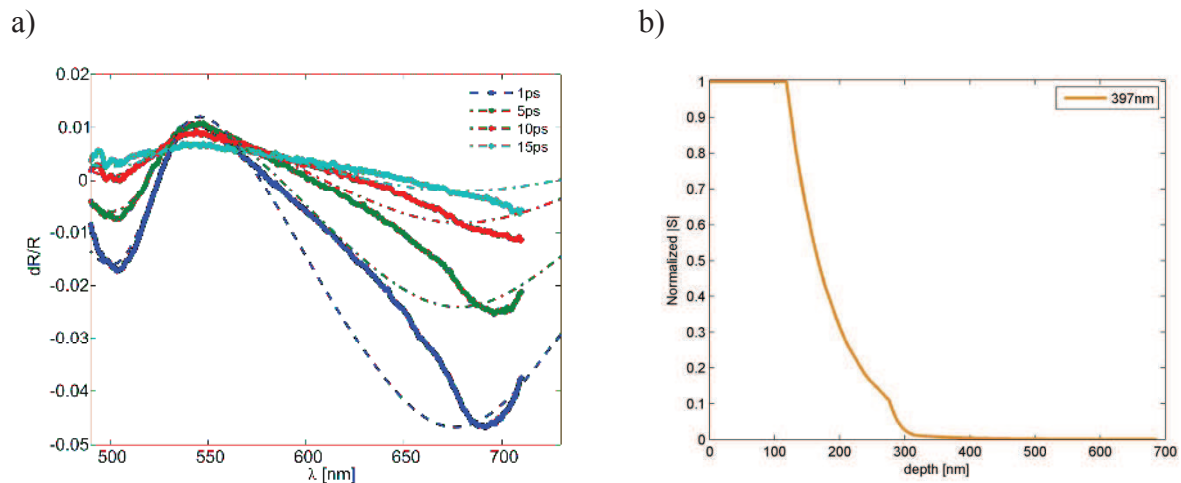 a)
b)
0.02
0.01
0
-0.01
-0.02
-0.03
-0.04
-0.05
dR/R
500
550
600
650
700
λ [nm]
1ps
5ps
10ps
15ps
1
0.9
0.8
0.7
0.6
0.5
0.4
0.3
0.2
0.1
0
Normalized |S|
0
100
200
300
400
500
600
700
depth [nm]
397nm